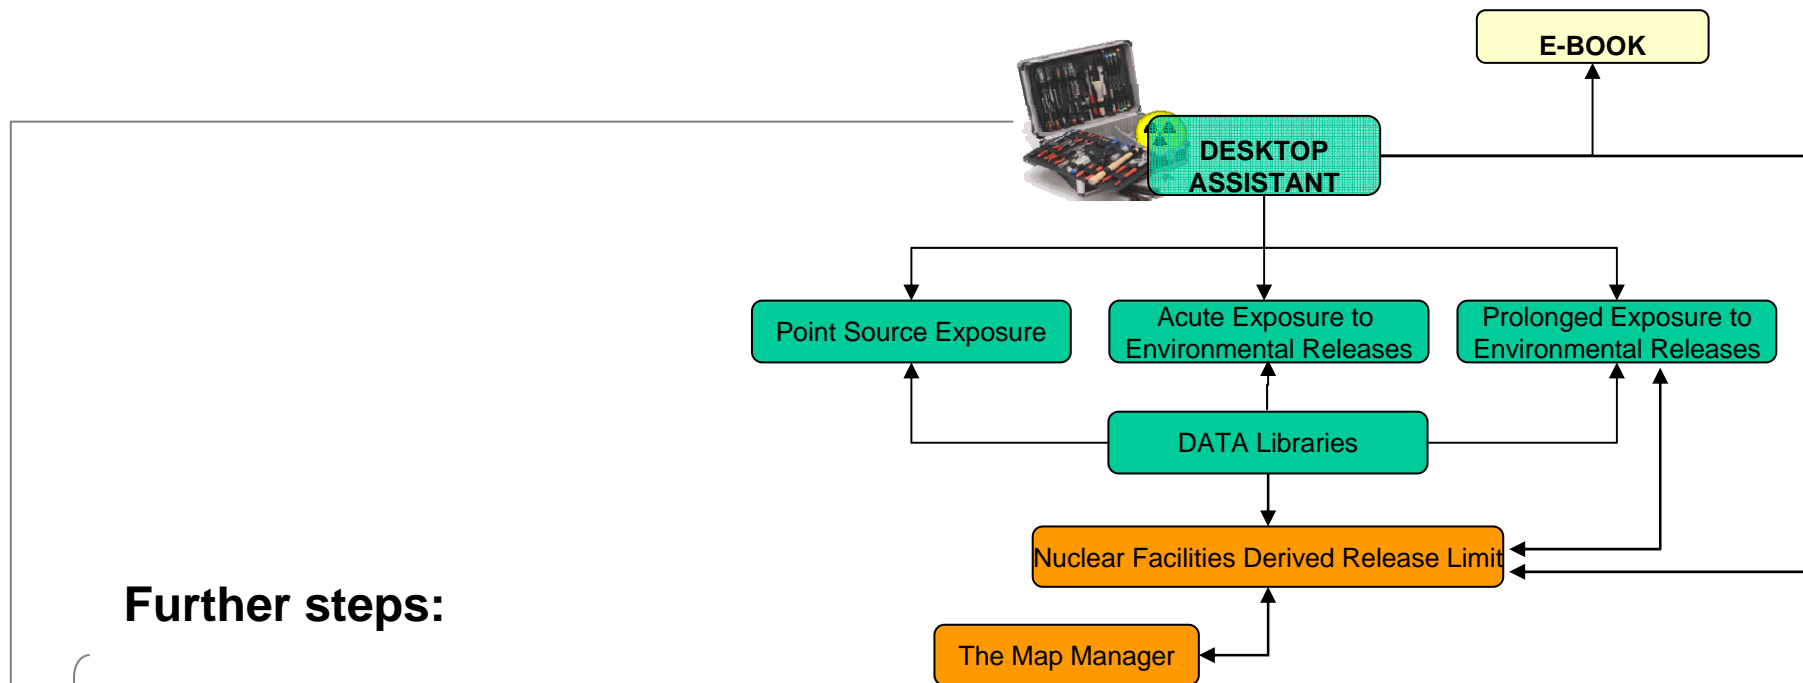 E-BOOK
DESKTOP
ASSISTANT
Point Source Exposure
Acute Exposure to
Environmental Releases
Prolonged Exposure to
Environmental Releases
DATA Libraries
Nuclear Facilities Derived Release Limit
Further steps:
The Map Manager